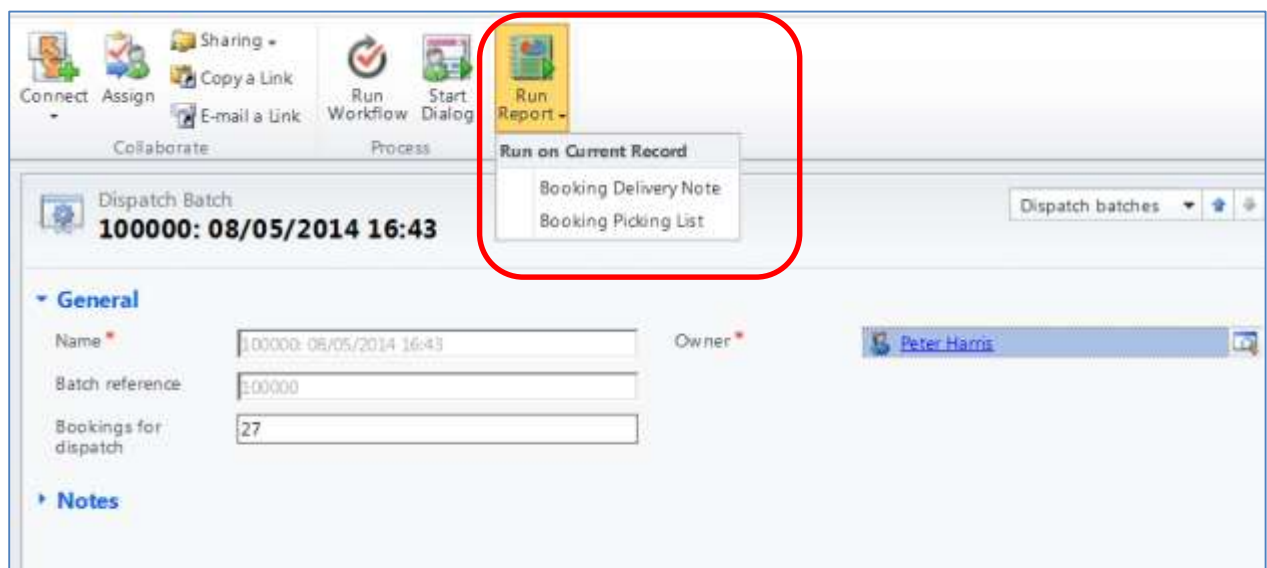 Connect
Assign
Sharing
Copy a Link
E-mail a Link
Collaborate
Run
Workflow
Start
Dialog
Process
Run
Report
Run on Current Record
Booking Delivery Note
Booking Picking List
Dispatch Batch
100000: 08/05/2014 16:43
Dispatch batches
General
Name *
100000: 08/05/2014 16:43
Owner *
Peter Harris
Batch reference
100000
Bookings for
dispatch
27
Notes